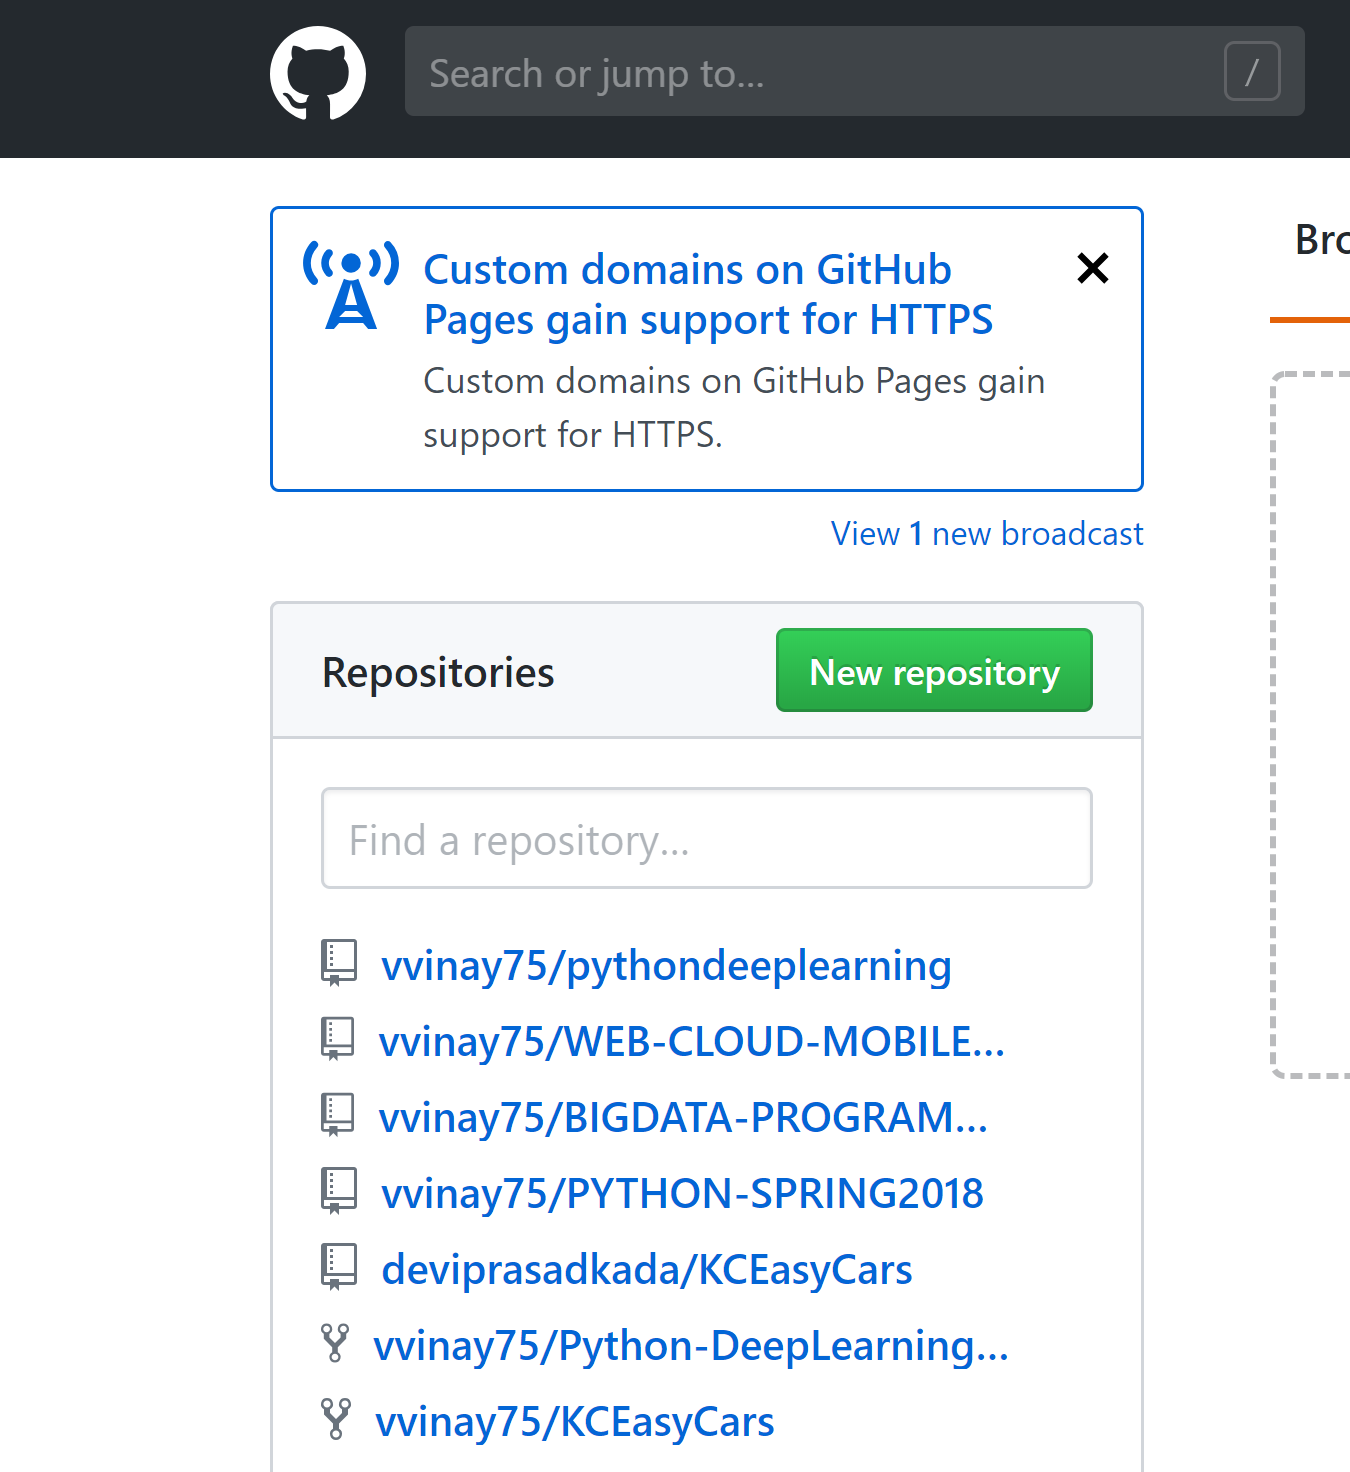 Search or jump to...
/
Custom domains on GitHub
Pages gain support for HTTPS
Custom domains on GitHub Pages gain
support for HTTPS.
View 1 new broadcast
Bro
Repositories
New repository
Find a repository...
vvinay75/pythondeeplearning
vvinay75/WEB-CLOUD-MOBILE...
vvinay75/BIGDATA-PROGRAM...
vvinay75/PYTHON-SPRING2018
deviprasadkada/KCEasyCars
vvinay75/Python-DeepLearning...
vvinay75/KCEasyCars